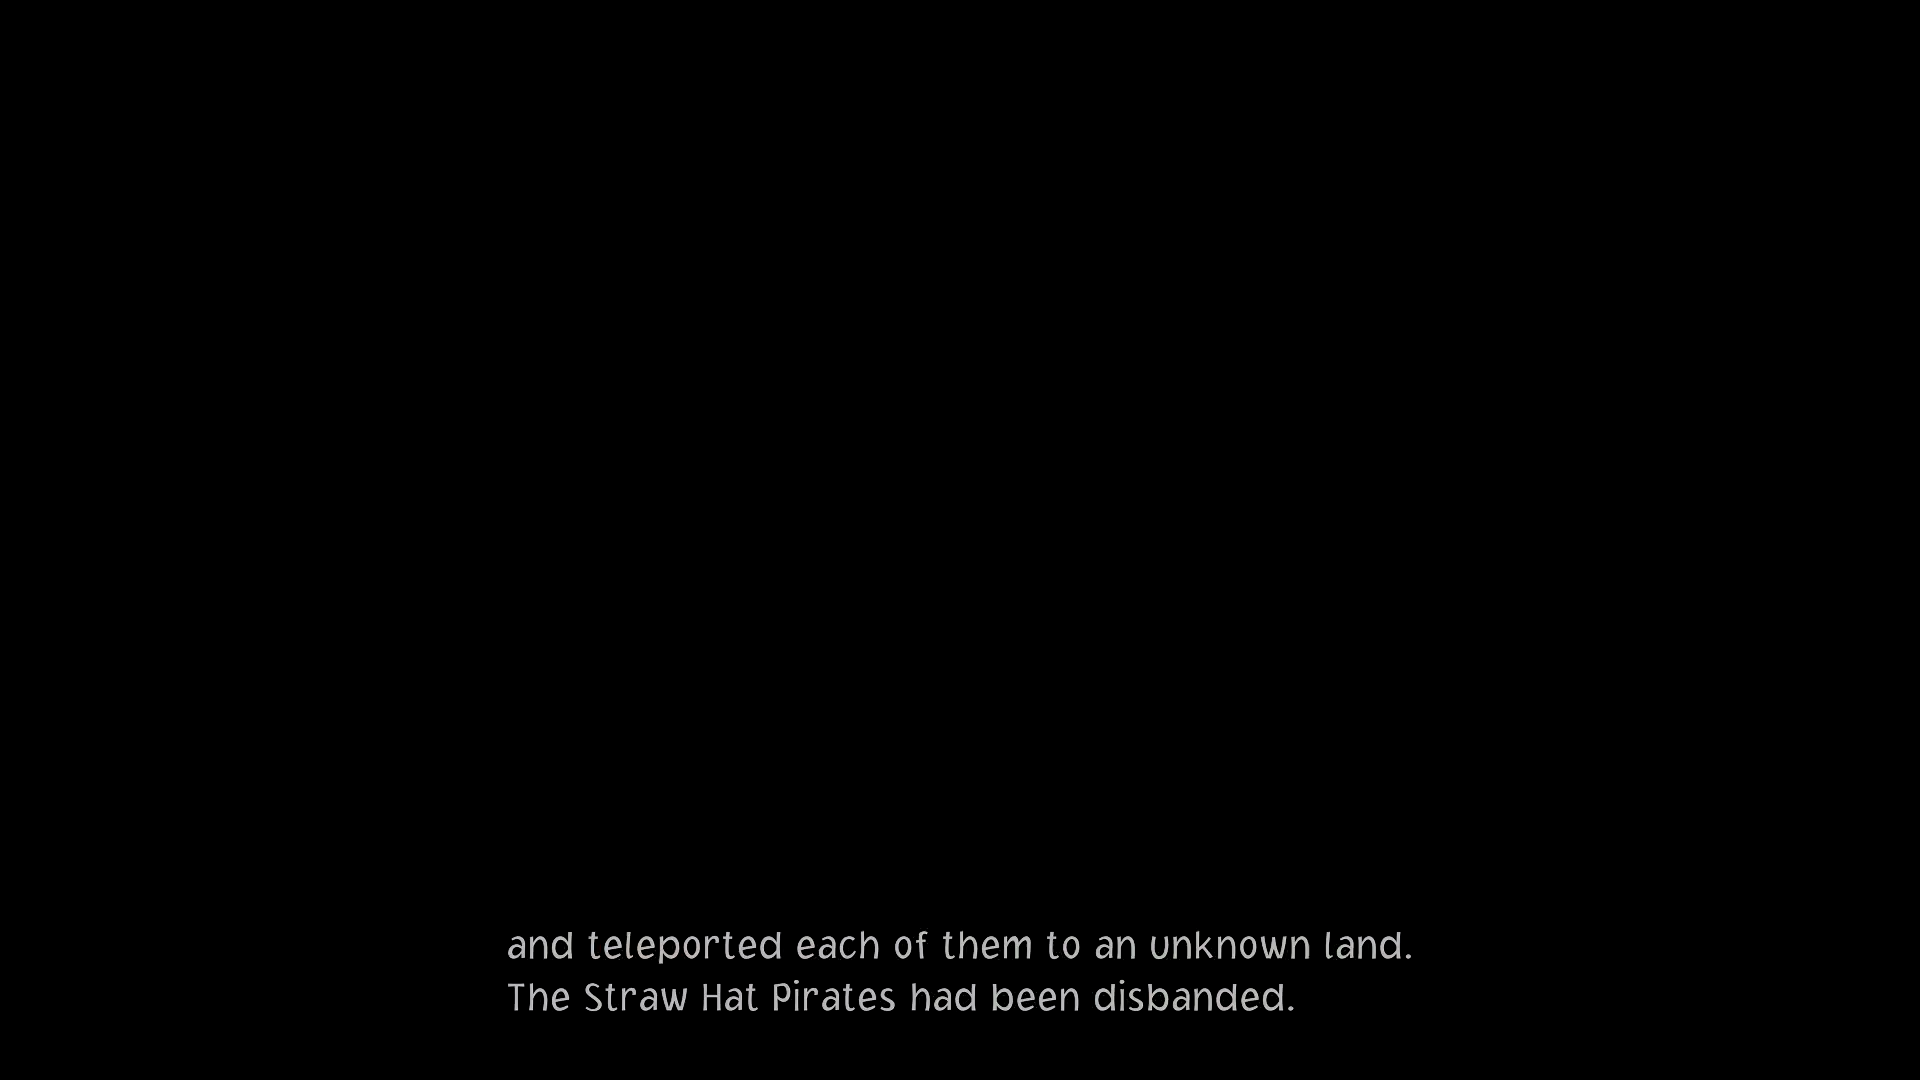 and teleported each of them to an unknown land.
The Straw Hat Pirates had been disbanded.